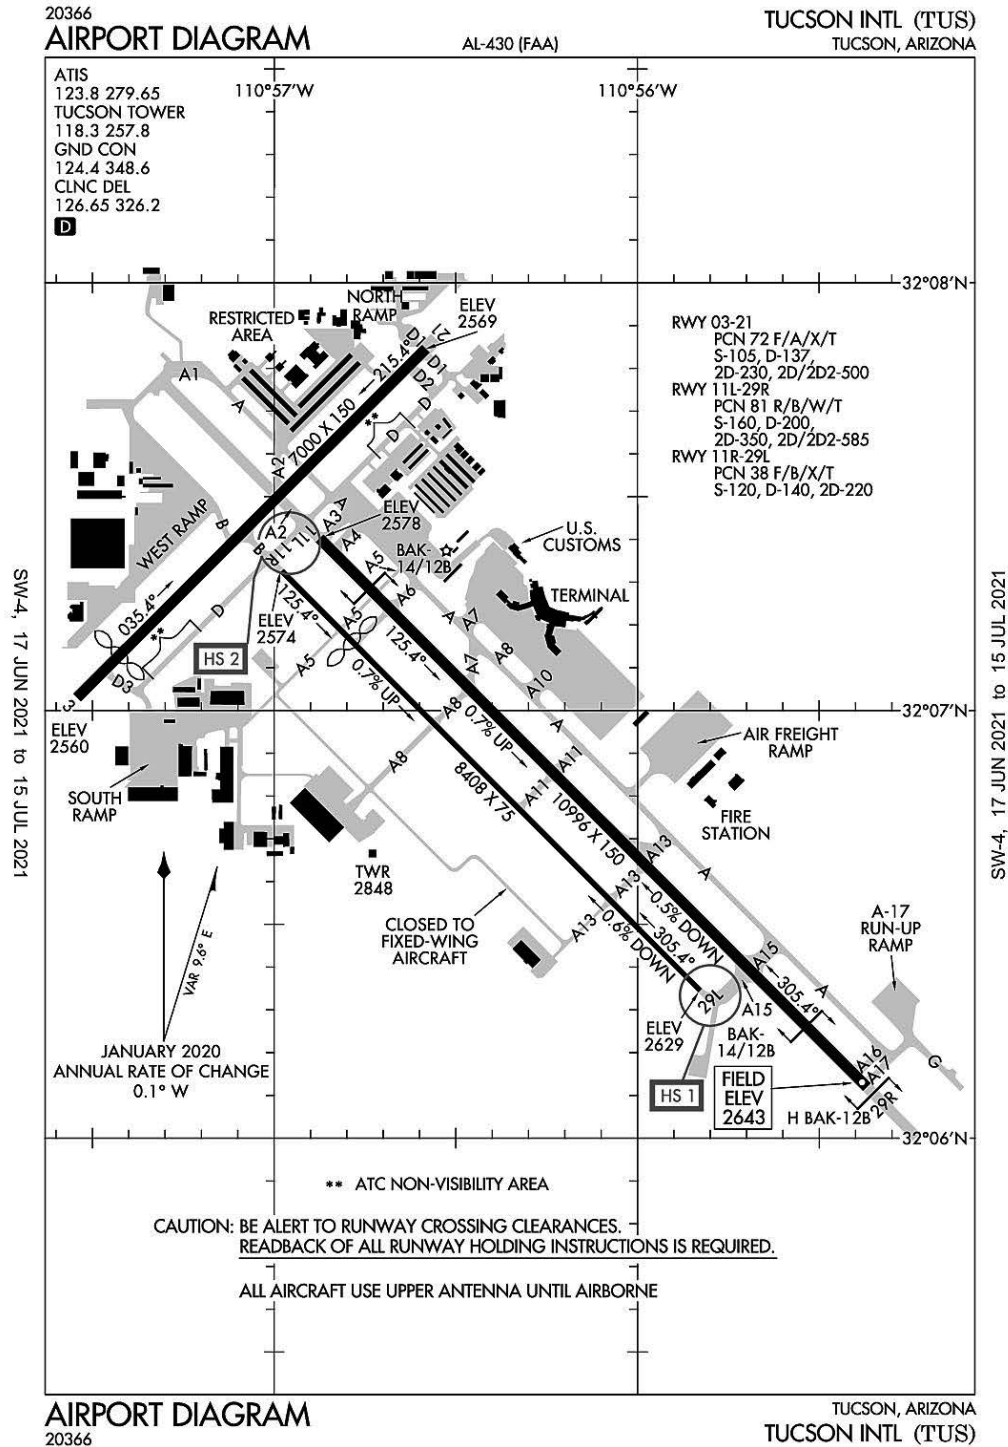 20366
AIRPORT DIAGRAM
AL-430 (FAA)
TUCSON INTL (TUS)
TUCSON, ARIZONA
ATIS
123.8 279.65
TUCSON TOWER
118.3 257.8
GND CON
124.4 348.6
CLNC DEL
126.65 326.2
D
110°57'W
110°56'W
32°08'N
NORTH
RAMP
ELEV
2569
RESTRICTED
AREA
RWY 03-21
PCN 72 F/A/X/T
S-105, D-137,
2D-230, 2D/2D2-500
RWY 11L-29R
PCN 81 R/B/W/T
S-160, D-200,
2D-350, 2D/2D2-585
RWY 11R-29L
PCN 38 F/B/X/T
S-120, D-140, 2D-220
D1
21
D1
D2
215.4°
A1
A
D
D
**
7000 X 150
A2
WEST RAMP
B
A2
B
11R
11L
A3
A
A4
ELEV
2578
U.S.
CUSTOMS
BAK-
14/12B
A5
A6
TERMINAL
035.4°
**
D
ELEV
2574
125.4°
A5
A5
HS 2
125.4°
A
A7
A7
A8
A10
D3
3
ELEV
2560
0.7% UP
A8
0.7% UP
A
32°07'N
AIR FREIGHT
RAMP
SOUTH
RAMP
A8
8408 X 75
A11
A11
10996 X 150
FIRE
STATION
TWR
2848
A13
A13
A
CLOSED TO
FIXED-WING
AIRCRAFT
A13
0.5% DOWN
305.4°
0.6% DOWN
A-17
RUN-UP
RAMP
A15
305.4°
A
VAR 9.6° E
29L
A15
ELEV
2629
BAK-
14/12B
JANUARY 2020
ANNUAL RATE OF CHANGE
0.1° W
HS 1
FIELD
ELEV
2643
A16
A17
G
H BAK-12B
29R
32°06'N
** ATC NON-VISIBILITY AREA
CAUTION: BE ALERT TO RUNWAY CROSSING CLEARANCES.
READBACK OF ALL RUNWAY HOLDING INSTRUCTIONS IS REQUIRED.
ALL AIRCRAFT USE UPPER ANTENNA UNTIL AIRBORNE
SW-4, 17 JUN 2021 to 15 JUL 2021
SW-4, 17 JUN 2021 to 15 JUL 2021
AIRPORT DIAGRAM
20366
TUCSON, ARIZONA
TUCSON INTL (TUS)